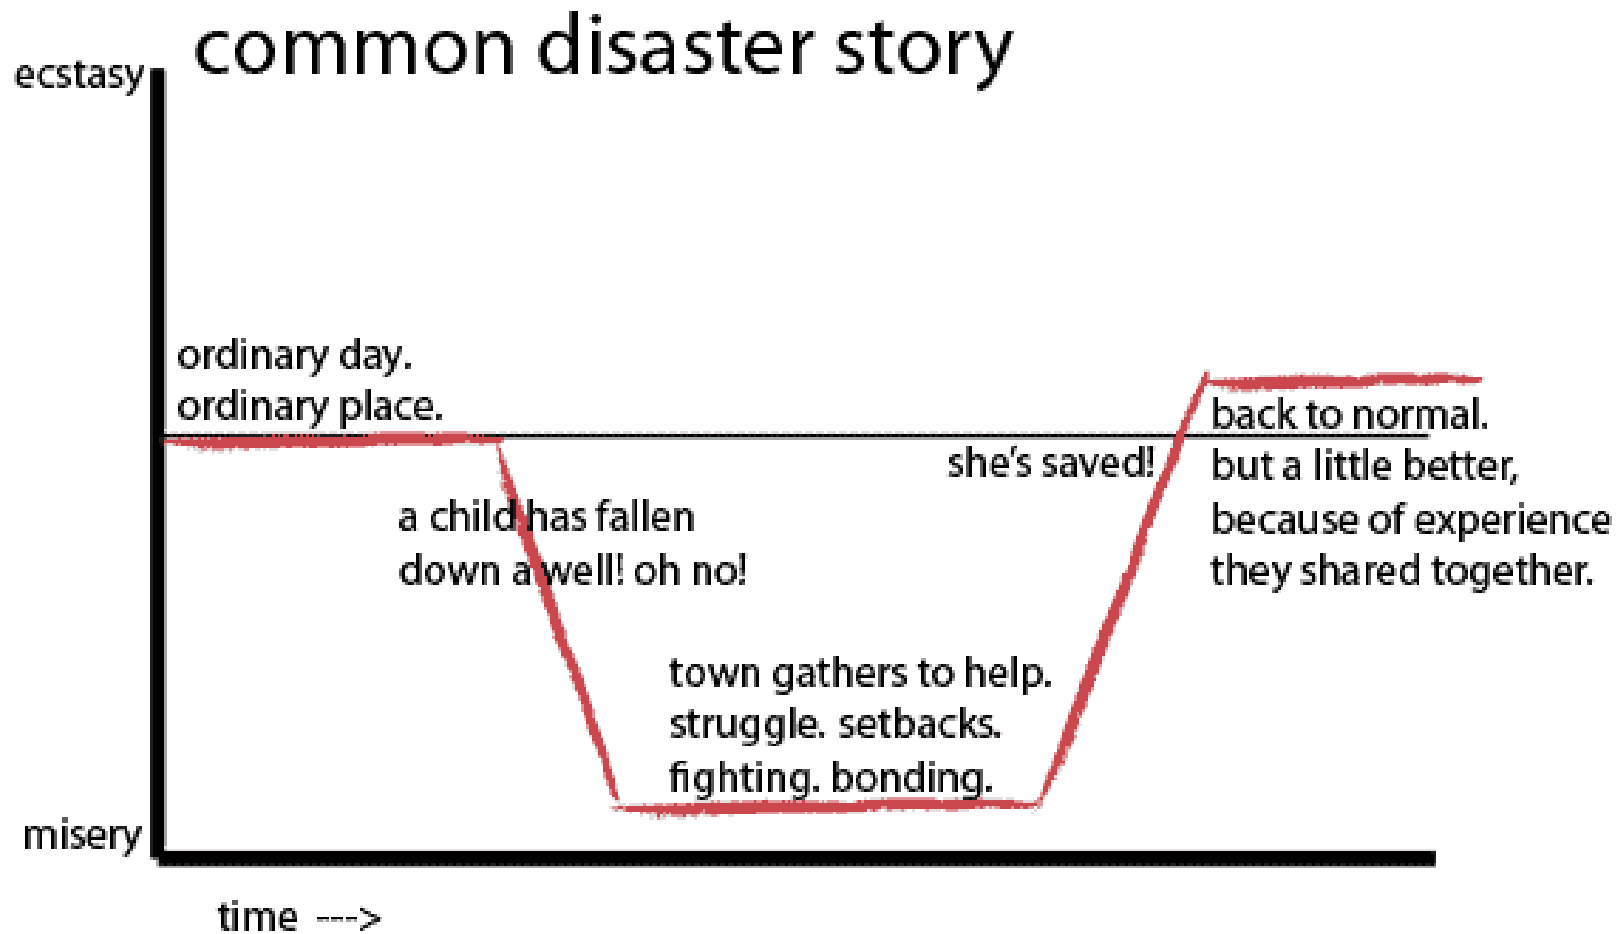 common disaster story
ecstasy
ordinary day.
ordinary place.
a child has fallen
down a well! oh no!
town gathers to help.
struggle. setbacks.
fighting. bonding.
she's saved!
back to normal.
but a little better,
because of experience
they shared together.
misery
time --->